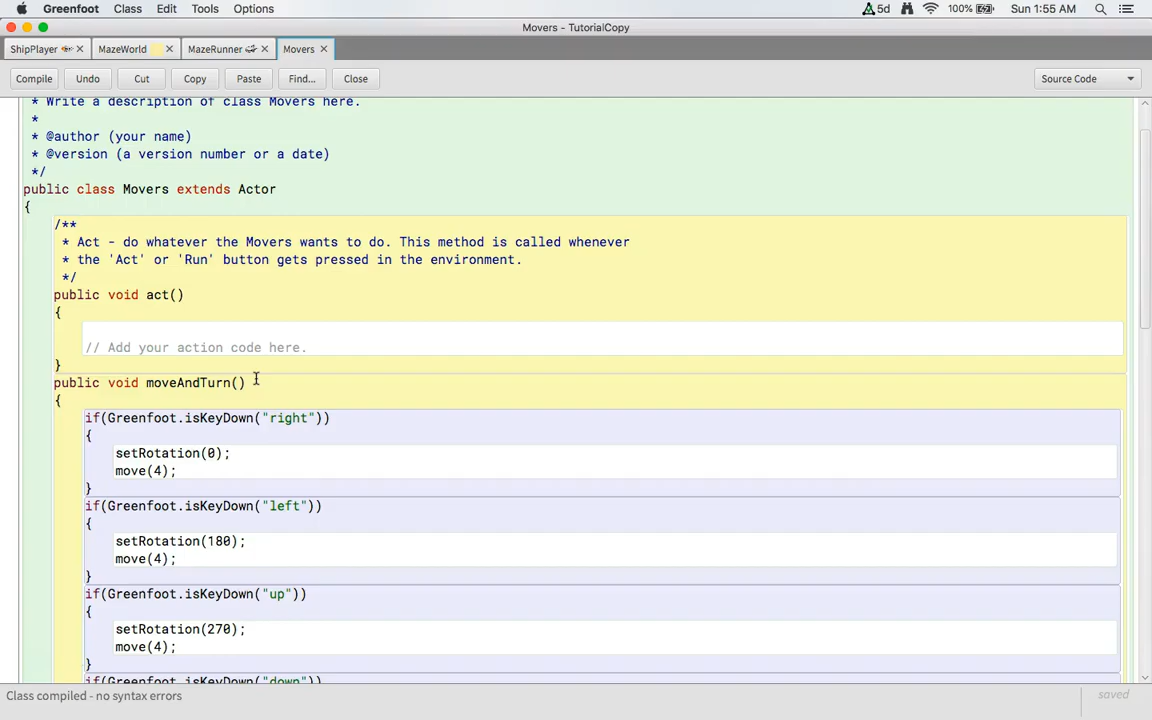 Greenfoot Class Edit Tools Options 5d 100% Sun 1:55 AM
Movers - TutorialCopy
ShipPlayer MazeWorld MazeRunner Movers
Compile Undo Cut Copy Paste Find... Close Source Code
* Write a description of class Movers here.
*
* @author (your name)
* @version (a version number or a date)
*/
public class Movers extends Actor
{
/**
* Act - do whatever the Movers wants to do. This method is called whenever
* the 'Act' or 'Run' button gets pressed in the environment.
*/
public void act()
{
// Add your action code here.
}
public void moveAndTurn()
{
if(Greenfoot.isKeyDown("right"))
{
setRotation(0);
move(4);
}
if(Greenfoot.isKeyDown("left"))
{
setRotation(180);
move(4);
}
if(Greenfoot.isKeyDown("up"))
{
setRotation(270);
move(4);
}
if(Greenfoot.isKeyDown("down"))
Class compiled - no syntax errors
saved